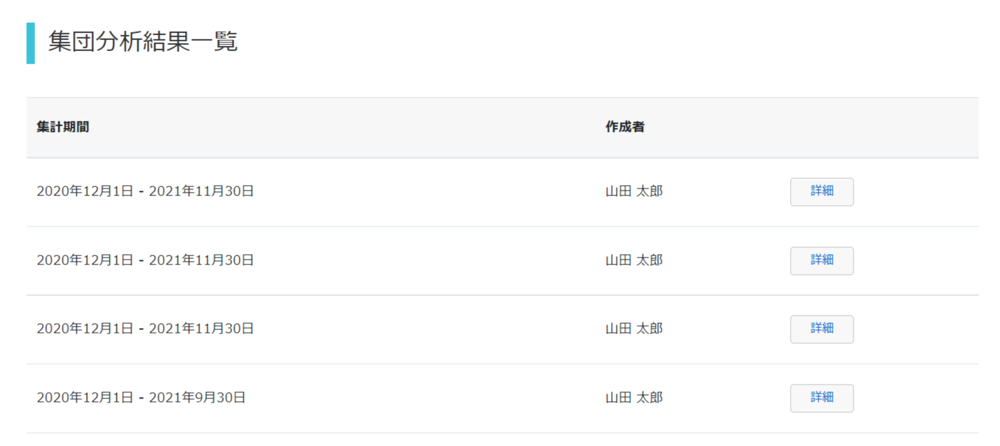 集団分析結果一覧
集計期間 作成者
2020年12月1日 - 2021年11月30日 山田 太郎 詳細
2020年12月1日 - 2021年11月30日 山田 太郎 詳細
2020年12月1日 - 2021年11月30日 山田 太郎 詳細
2020年12月1日 - 2021年9月30日 山田 太郎 詳細